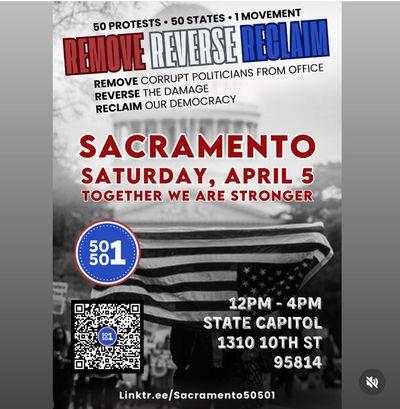 50 PROTESTS • 50 STATES • 1 MOVEMENT
REMOVE REVERSE RECLAIM
REMOVE CORRUPT POLITICIANS FROM OFFICE
REVERSE THE DAMAGE
RECLAIM OUR DEMOCRACY
SACRAMENTO
SATURDAY, APRIL 5
TOGETHER WE ARE STRONGER
50
501
12PM - 4PM
STATE CAPITOL
1310 10TH ST
95814
Linktr.ee/Sacramento50501